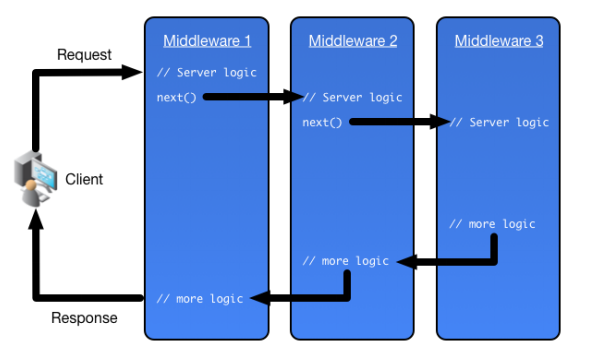 Request
Client
Response
Middleware 1
// Server logic
next()
// more logic
Middleware 2
// Server logic
next()
// more logic
Middleware 3
// Server logic
// more logic